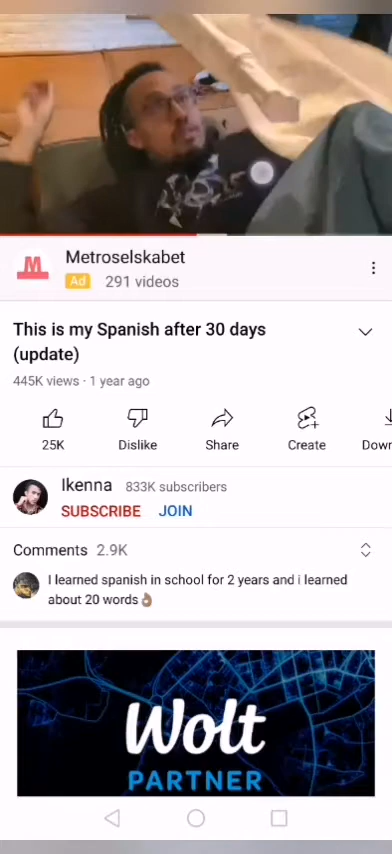 M
Metroselskabet
Ad 291 videos
This is my Spanish after 30 days
(update)
445K views · 1 year ago
25K Dislike Share Create Down
Ikenna 833K subscribers
SUBSCRIBE JOIN
Comments 2.9K
I learned spanish in school for 2 years and i learned
about 20 words👌🏽
Wolt
PARTNER